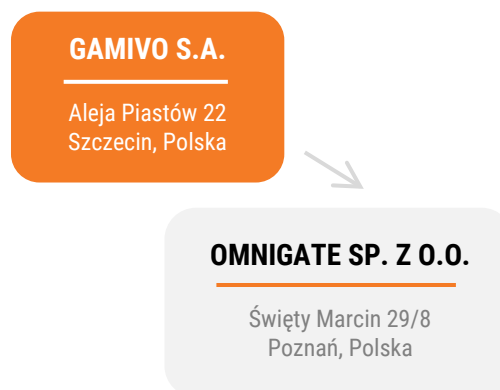 GAMIVO S.A.
Aleja Piastów 22
Szczecin, Polska
OMNIGATE SP. Z O.O.
Święty Marcin 29/8
Poznań, Polska